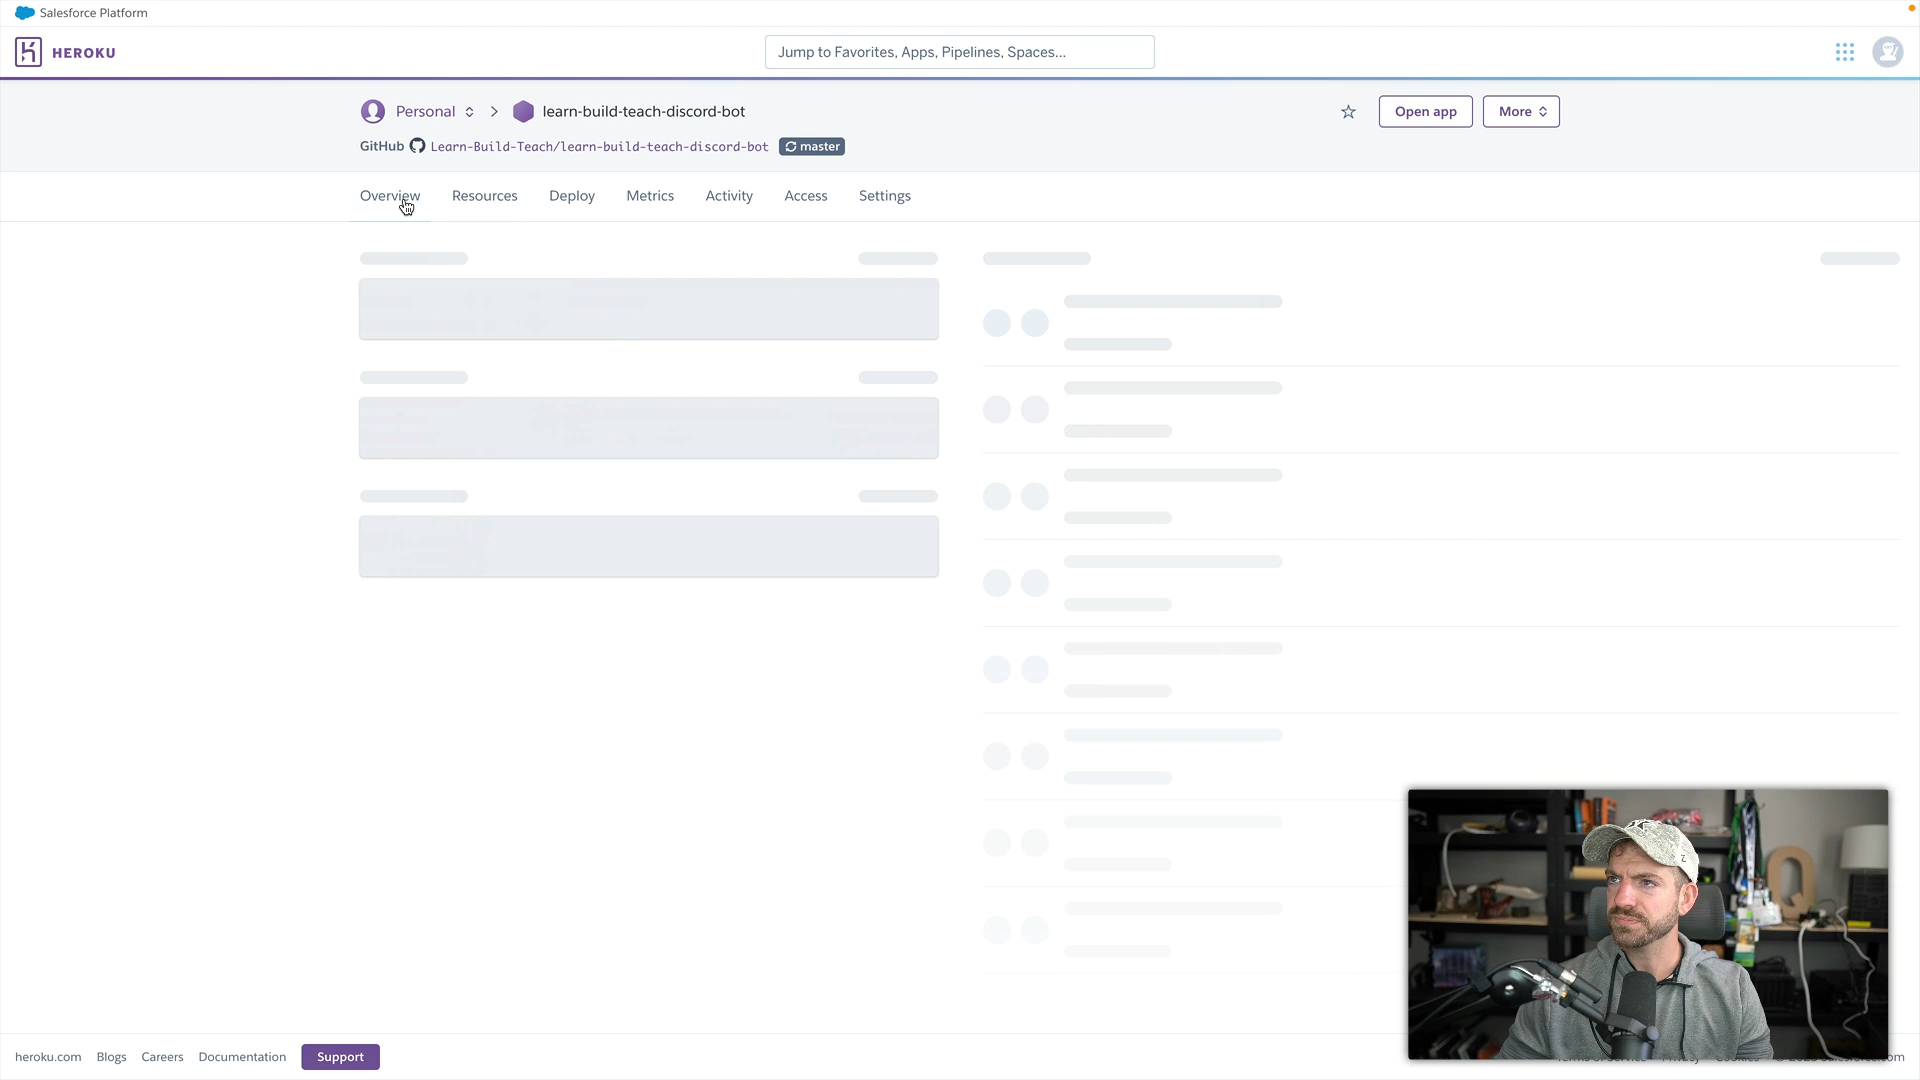 Salesforce Platform
HEROKU
Jump to Favorites, Apps, Pipelines, Spaces...
Personal
learn-build-teach-discord-bot
Open app
More
GitHub Learn-Build-Teach/learn-build-teach-discord-bot master
Overview
Resources
Deploy
Metrics
Activity
Access
Settings
heroku.com
Blogs
Careers
Documentation
Support